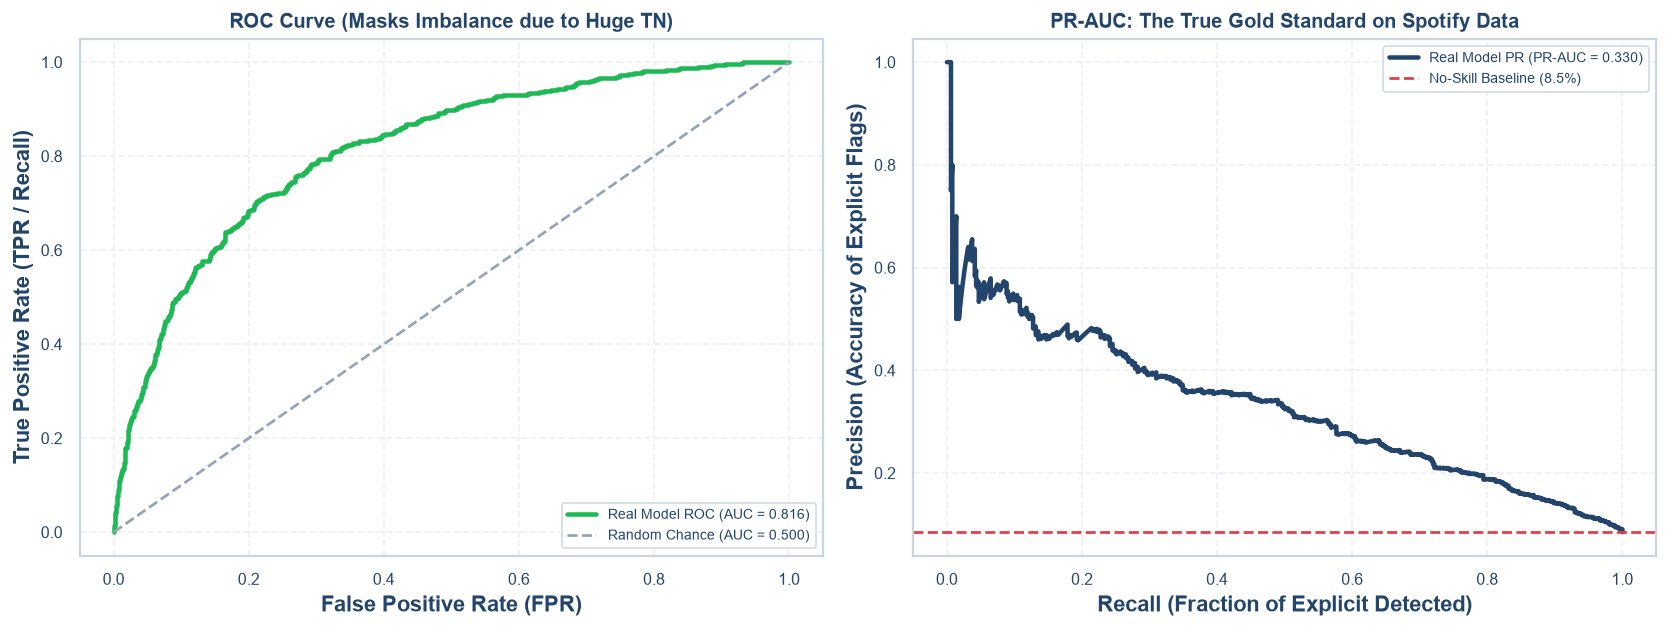 ROC Curve (Masks Imbalance due to Huge TN)
True Positive Rate (TPR / Recall)
1.0
0.8
0.6
0.4
0.2
0.0
Real Model ROC (AUC = 0.816)
Random Chance (AUC = 0.500)
0.0 0.2 0.4 0.6 0.8 1.0
False Positive Rate (FPR)
PR-AUC: The True Gold Standard on Spotify Data
Precision (Accuracy of Explicit Flags)
1.0
0.8
0.6
0.4
0.2
Real Model PR (PR-AUC = 0.330)
No-Skill Baseline (8.5%)
0.0 0.2 0.4 0.6 0.8 1.0
Recall (Fraction of Explicit Detected)